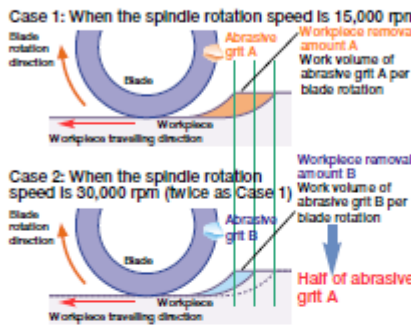 Case 1: When the spindle rotation speed is 15,000 rpm
Blade
rotation
direction
Abrasive
grit A
Workpiece removal
amount A
Work volume of
abrasive grit A per
blade rotation
Blade
Workpiece
Workpiece travelling direction
Case 2: When the spindle rotation
speed is 30,000 rpm (twice as Case 1)
Blade
rotation
direction
Abrasive
grit B
Workpiece removal
amount B
Work volume of
abrasive grit B per
blade rotation
Blade
Half of abrasive
grit A
Workpiece
Workpiece travelling direction